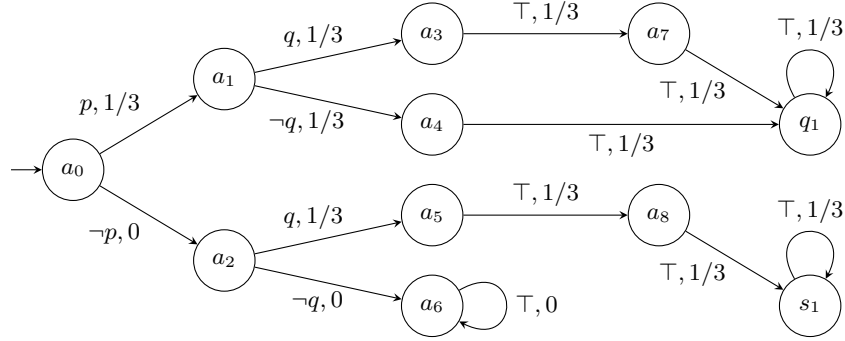 q, 1/3
a₃
⊤, 1/3
a₇
⊤, 1/3
p, 1/3
a₁
¬q, 1/3
a₄
⊤, 1/3
⊤, 1/3
q₁
a₀
¬p, 0
a₂
q, 1/3
a₅
⊤, 1/3
a₈
⊤, 1/3
⊤, 1/3
¬q, 0
a₆
⊤, 0
s₁